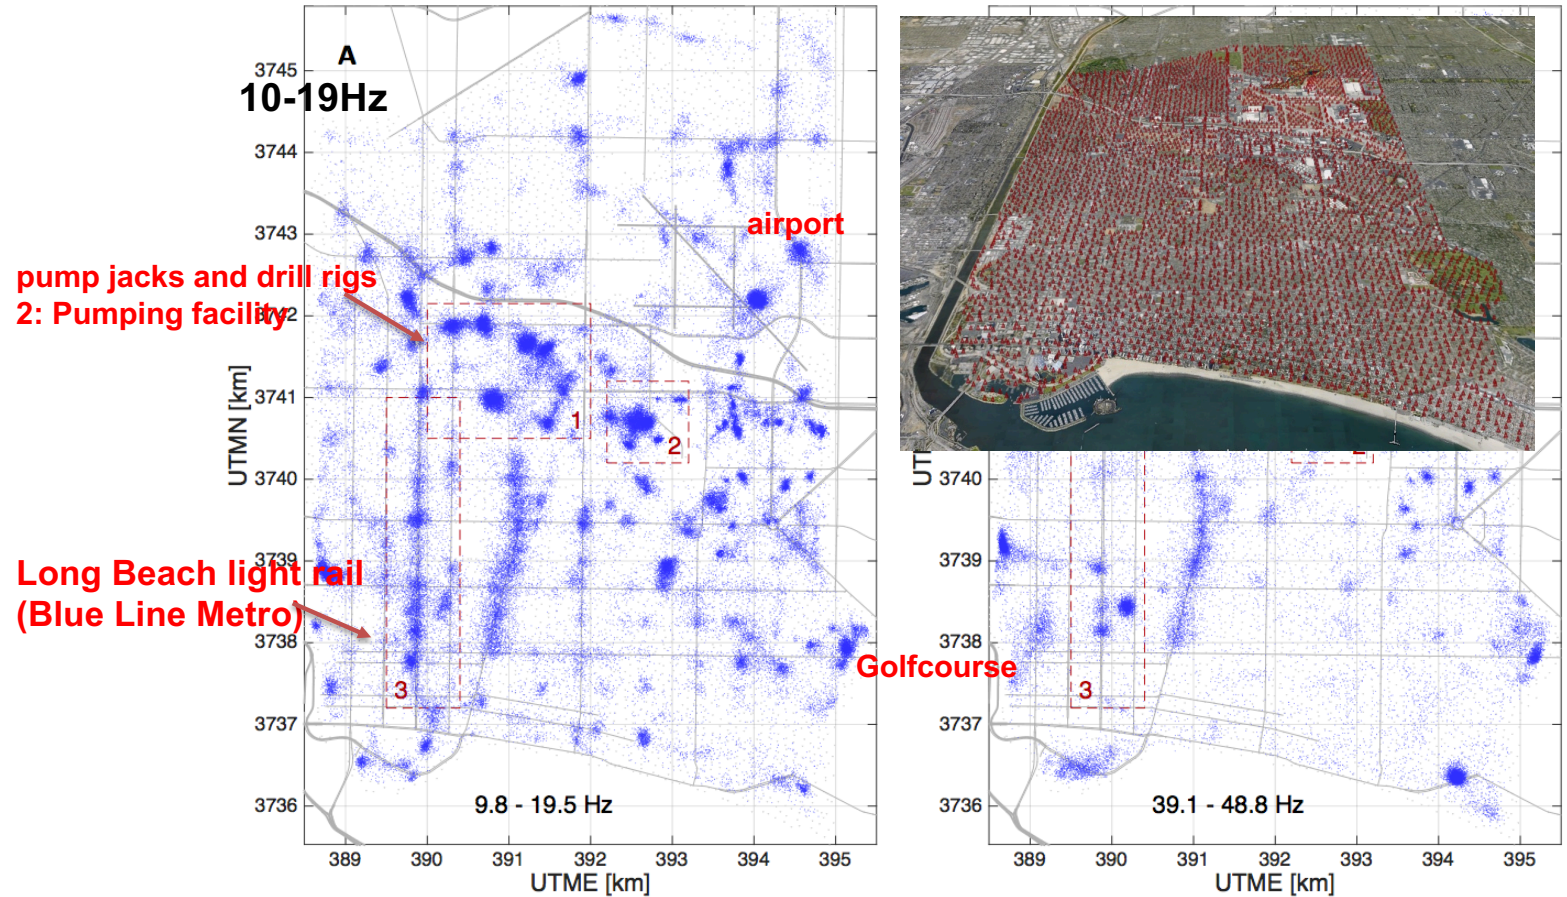 A
10-19Hz
3745
3744
3743
3742
3741
3740
3739
3738
3737
3736
UTMN [km]
airport
pump jacks and drill rigs
2: Pumping facility
1
2
Long Beach light rail
(Blue Line Metro)
3
Golfcourse
9.8 - 19.5 Hz
389 390 391 392 393 394 395
UTME [km]
3740
3739
3738
3737
3736
3
39.1 - 48.8 Hz
389 390 391 392 393 394 395
UTME [km]